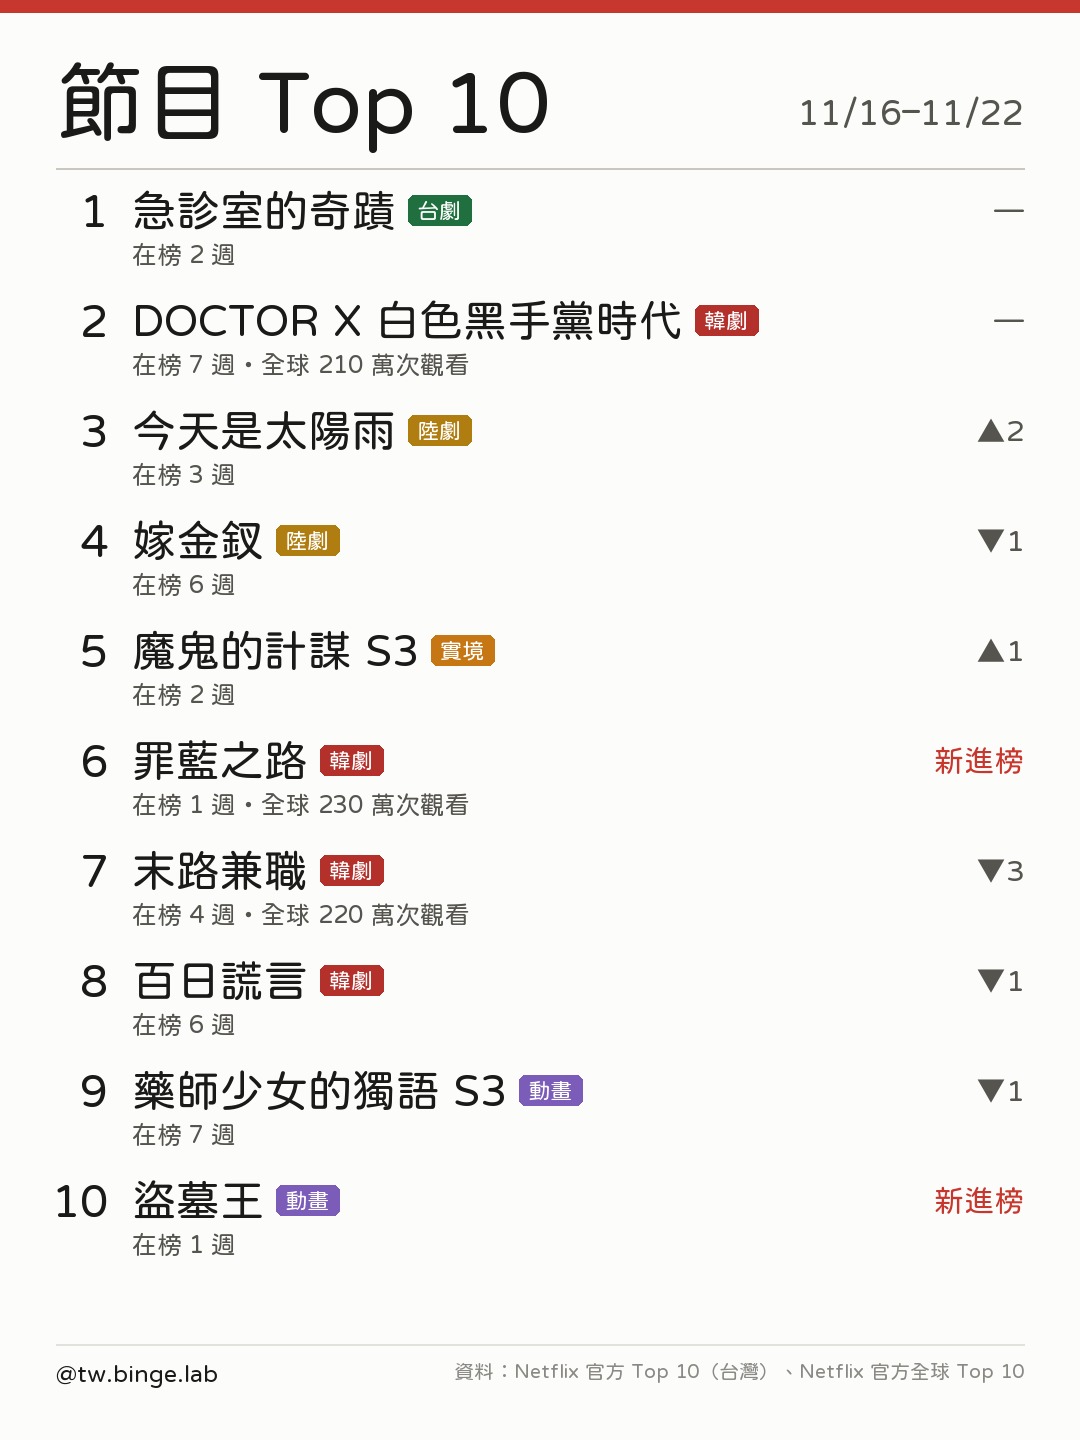 節目 Top 10
11/16–11/22
1 急診室的奇蹟 台劇 —
在榜 2 週
2 DOCTOR X 白色黑手黨時代 韓劇 —
在榜 7 週・全球 210 萬次觀看
3 今天是太陽雨 陸劇 ▲2
在榜 3 週
4 嫁金釵 陸劇 ▼1
在榜 6 週
5 魔鬼的計謀 S3 實境 ▲1
在榜 2 週
6 罪藍之路 韓劇 新進榜
在榜 1 週・全球 230 萬次觀看
7 末路兼職 韓劇 ▼3
在榜 4 週・全球 220 萬次觀看
8 百日謊言 韓劇 ▼1
在榜 6 週
9 藥師少女的獨語 S3 動畫 ▼1
在榜 7 週
10 盜墓王 動畫 新進榜
在榜 1 週
@tw.binge.lab
資料：Netflix 官方 Top 10（台灣）、Netflix 官方全球 Top 10